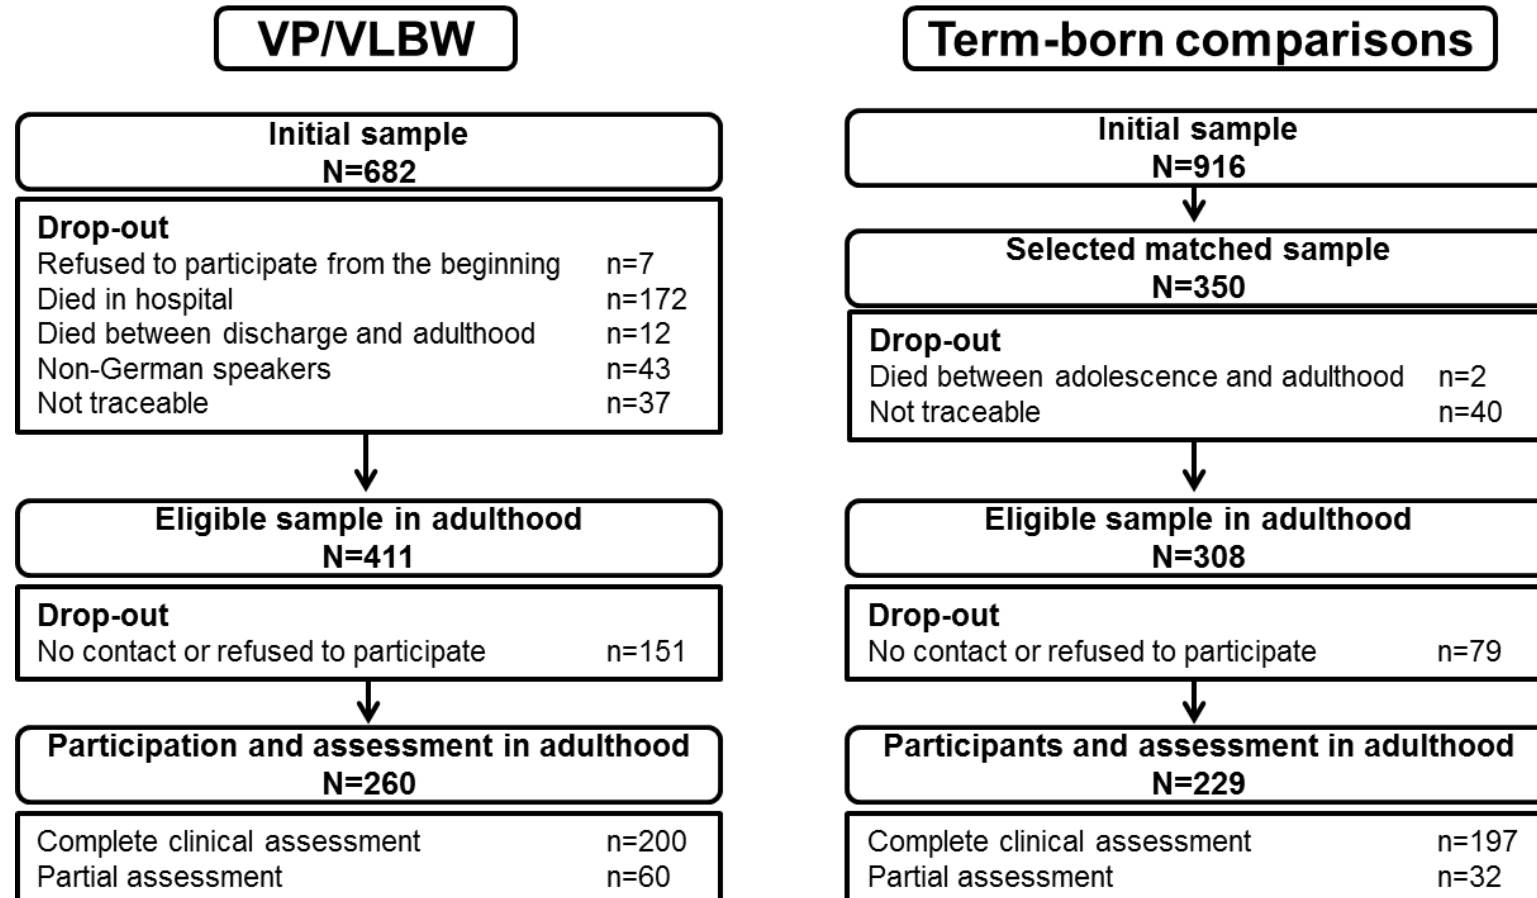 VP/VLBW
Initial sample
N=682
Drop-out
Refused to participate from the beginning n=7
Died in hospital n=172
Died between discharge and adulthood n=12
Non-German speakers n=43
Not traceable n=37
Eligible sample in adulthood
N=411
Drop-out
No contact or refused to participate n=151
Participation and assessment in adulthood
N=260
Complete clinical assessment n=200
Partial assessment n=60
Term-born comparisons
Initial sample
N=916
Selected matched sample
N=350
Drop-out
Died between adolescence and adulthood n=2
Not traceable n=40
Eligible sample in adulthood
N=308
Drop-out
No contact or refused to participate n=79
Participants and assessment in adulthood
N=229
Complete clinical assessment n=197
Partial assessment n=32